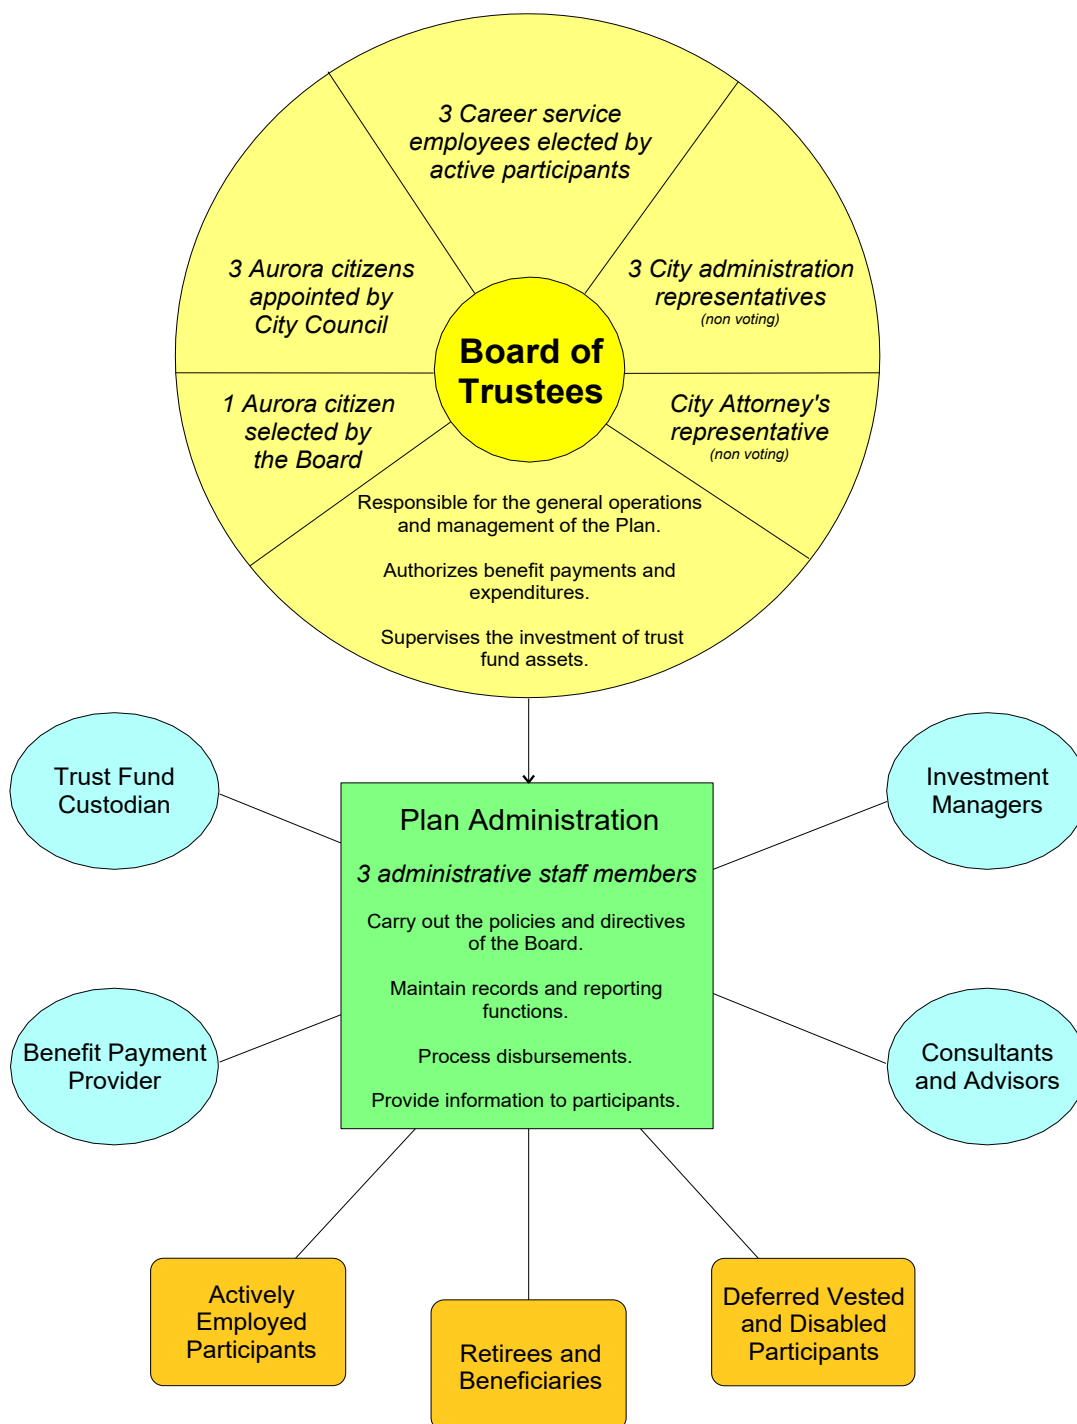 3 Career service
employees elected by
active participants
3 Aurora citizens
appointed by
City Council
3 City administration
representatives
(non voting)
Board of
Trustees
1 Aurora citizen
selected by
the Board
City Attorney's
representative
(non voting)
Responsible for the general operations
and management of the Plan.
Authorizes benefit payments and
expenditures.
Supervises the investment of trust
fund assets.
Trust Fund
Custodian
Investment
Managers
Plan Administration
3 administrative staff members
Carry out the policies and directives
of the Board.
Maintain records and reporting
functions.
Process disbursements.
Provide information to participants.
Benefit Payment
Provider
Consultants
and Advisors
Actively
Employed
Participants
Retirees and
Beneficiaries
Deferred Vested
and Disabled
Participants